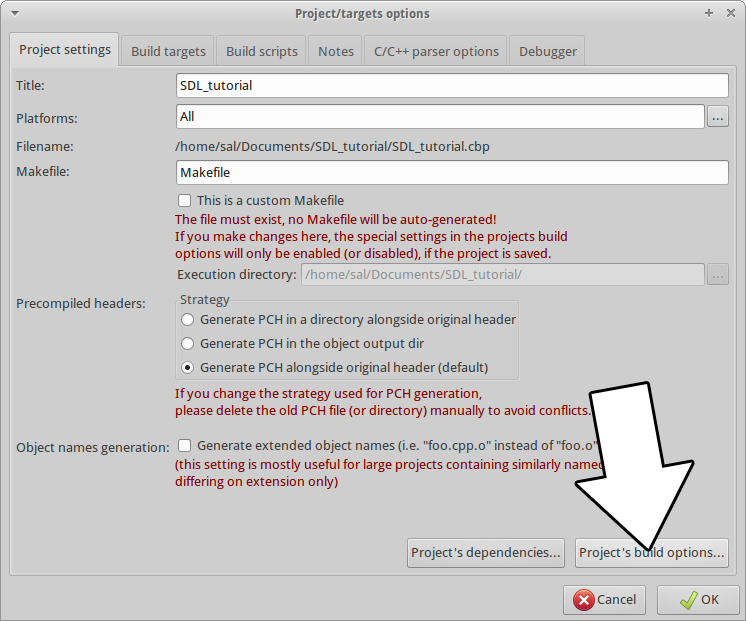 Project/targets options
Project settings Build targets Build scripts Notes C/C++ parser options Debugger
Title: SDL_tutorial
Platforms: All ...
Filename: /home/sal/Documents/SDL_tutorial/SDL_tutorial.cbp
Makefile: Makefile
This is a custom Makefile
The file must exist, no Makefile will be auto-generated!
If you make changes here, the special settings in the projects build
options will only be enabled (or disabled), if the project is saved.
Execution directory: /home/sal/Documents/SDL_tutorial/ ...
Precompiled headers: Strategy
Generate PCH in a directory alongside original header
Generate PCH in the object output dir
Generate PCH alongside original header (default)
If you change the strategy used for PCH generation,
please delete the old PCH file (or directory) manually to avoid conflicts.
Object names generation: Generate extended object names (i.e. "foo.cpp.o" instead of "foo.o"
(this setting is mostly useful for large projects containing similarly named
differing on extension only)
Project's dependencies... Project's build options...
Cancel OK